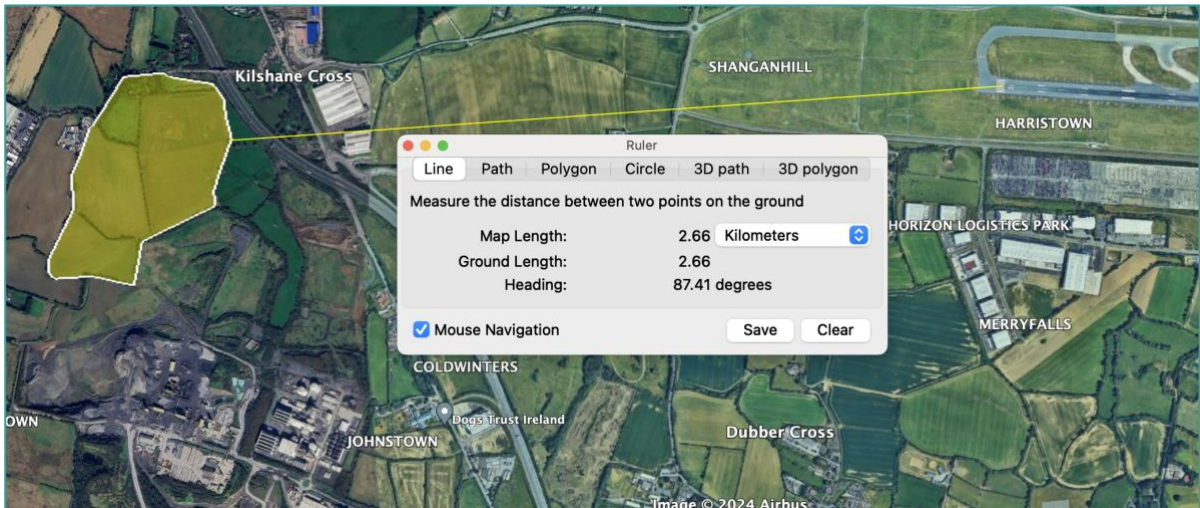 Kilshane Cross
SHANGANHILL
HARRISTOWN
Ruler
Line Path Polygon Circle 3D path 3D polygon
Measure the distance between two points on the ground
Map Length: 2.66 Kilometers
Ground Length: 2.66
Heading: 87.41 degrees
Mouse Navigation Save Clear
HORIZON LOGISTICS PARK
MERRYFALLS
COLDWINTERS
Dogs Trust Ireland
OWN
JOHNSTOWN
Dubber Cross
Image © 2024 Airbus